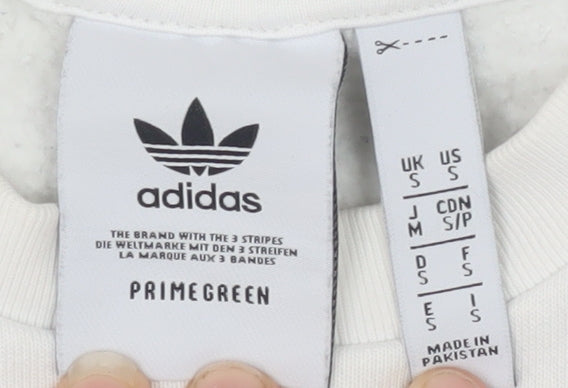 adidas
THE BRAND WITH THE 3 STRIPES
DIE WELTMARKE MIT DEN 3 STREIFEN
LA MARQUE AUX 3 BANDES
PRIMEGREEN
UK US
S S
J CDN
M S/P
D F
S S
E I
S S
MADE IN
PAKISTAN